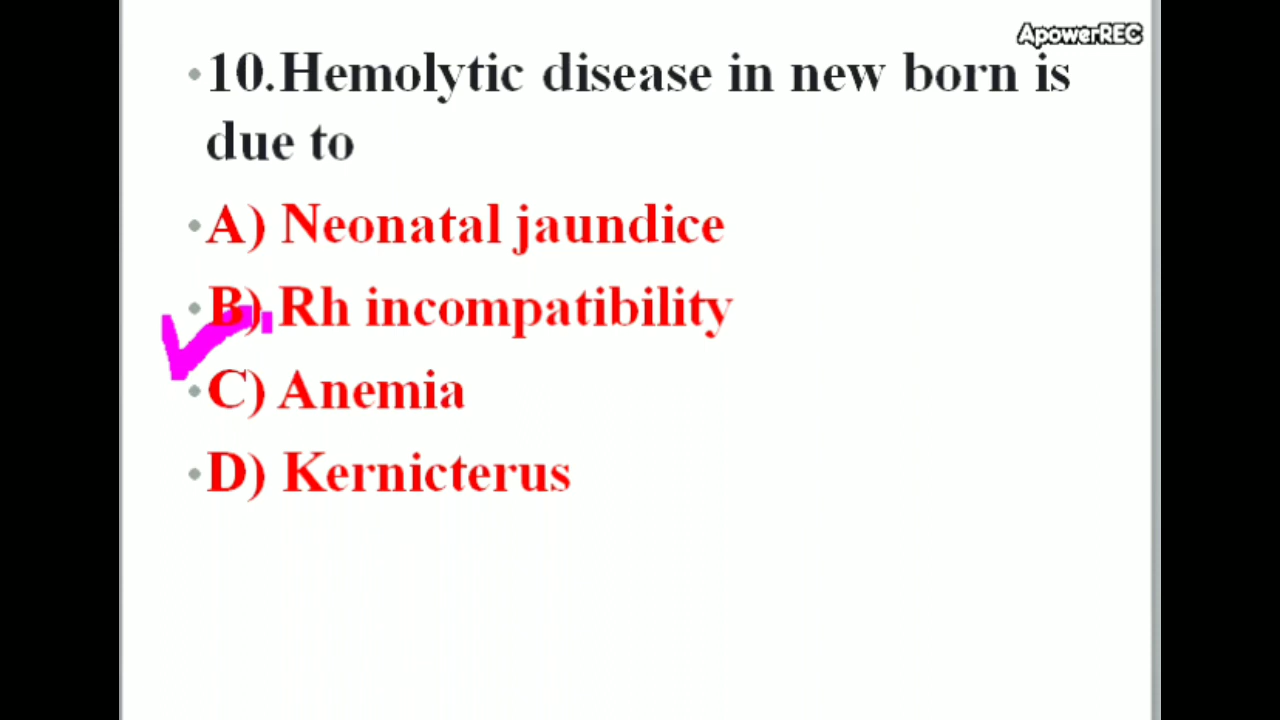 ApowerREC
•10.Hemolytic disease in new born is
due to
•A) Neonatal jaundice
•B) Rh incompatibility
•C) Anemia
•D) Kernicterus